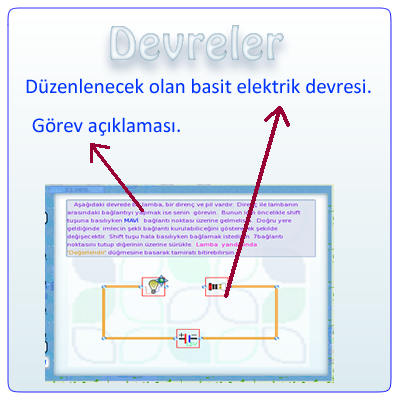 Devreler
Düzenlenecek olan basit elektrik devresi.
Görev açıklaması.
Aşağıdaki devrede bir lamba, bir direnç ve pil vardır. Direnç ile lambanın
arasındaki bağlantıyı yapmak ise senin görevin. Bunun için öncelikle shift
tuşuna basılıyken MAVİ bağlantı noktası üzerine gelmelisin. Doğru yere
geldiğinde imlecin şekli bağlantı kurulabileceğini gösterecek şekilde
değişecektir. Shift tuşu hala basılıyken bağlamak istediğin bağlantı
noktasını tutup diğerinin üzerine sürükle. Lamba yandığında
'Değerlendir' düğmesine basarak tamiratı bitirebilirsin.